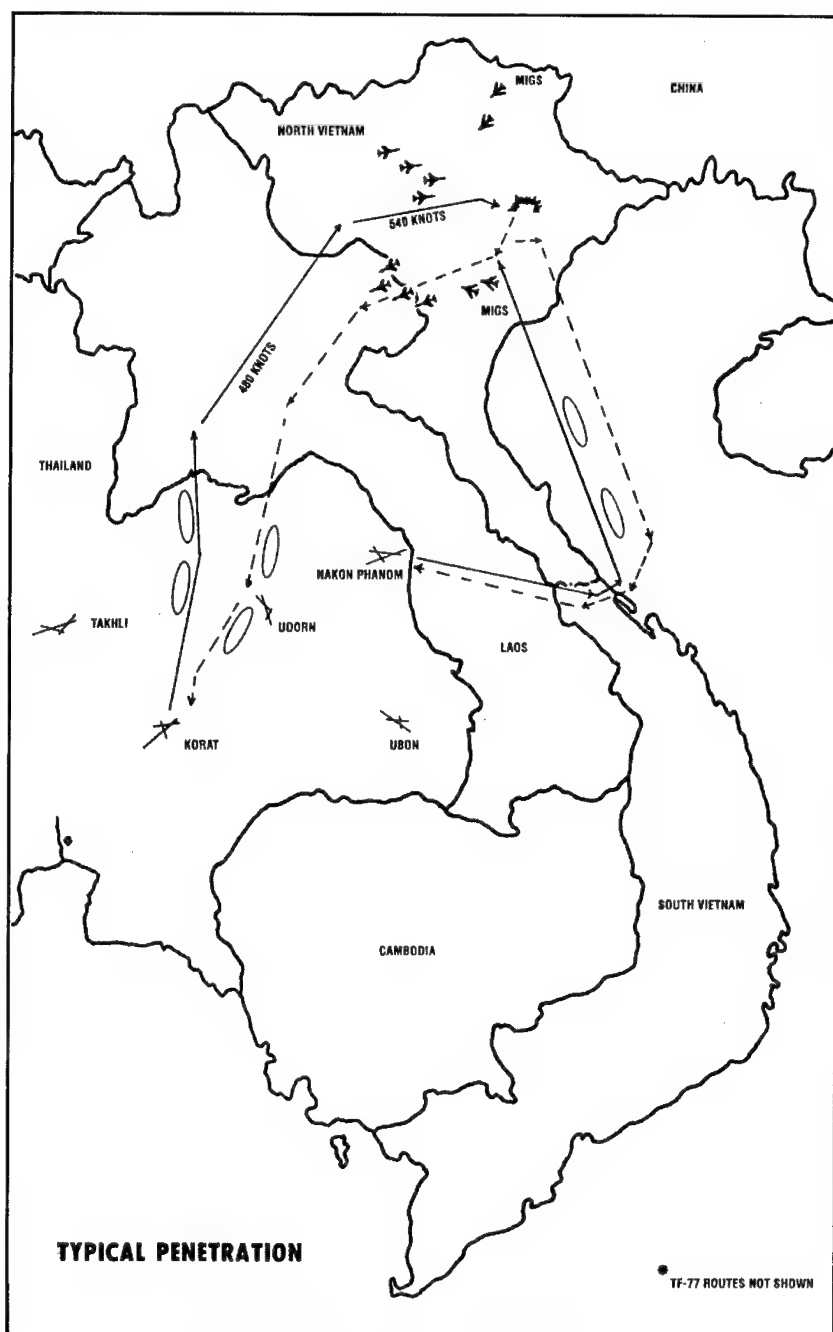 MIGS
CHINA
NORTH VIETNAM
540 KNOTS
MIGS
480 KNOTS
THAILAND
NAKON PHANOM
TAKHLI
UDORN
LAOS
KORAT
UBON
SOUTH VIETNAM
CAMBODIA
TYPICAL PENETRATION
TF-77 ROUTES NOT SHOWN